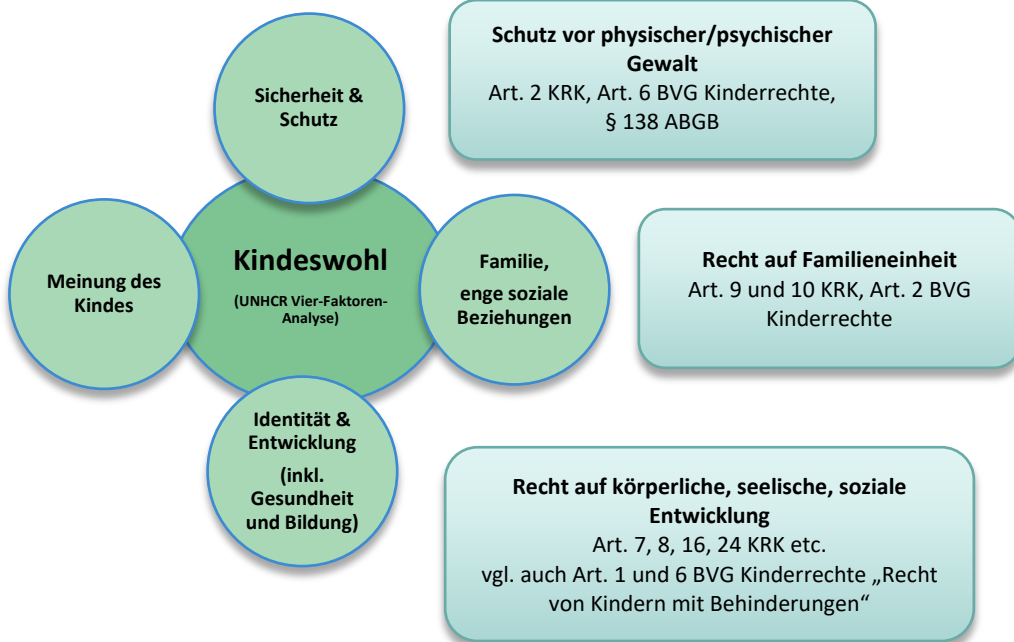 Sicherheit &
Schutz
Schutz vor physischer/psychischer
Gewalt
Art. 2 KRK, Art. 6 BVG Kinderrechte,
§ 138 ABGB
Meinung des
Kindes
Kindeswohl
(UNHCR Vier-Faktoren-
Analyse)
Familie,
enge soziale
Beziehungen
Recht auf Familieneinheit
Art. 9 und 10 KRK, Art. 2 BVG
Kinderrechte
Identität &
Entwicklung
(inkl.
Gesundheit
und Bildung)
Recht auf körperliche, seelische, soziale
Entwicklung
Art. 7, 8, 16, 24 KRK etc.
vgl. auch Art. 1 und 6 BVG Kinderrechte „Recht
von Kindern mit Behinderungen“